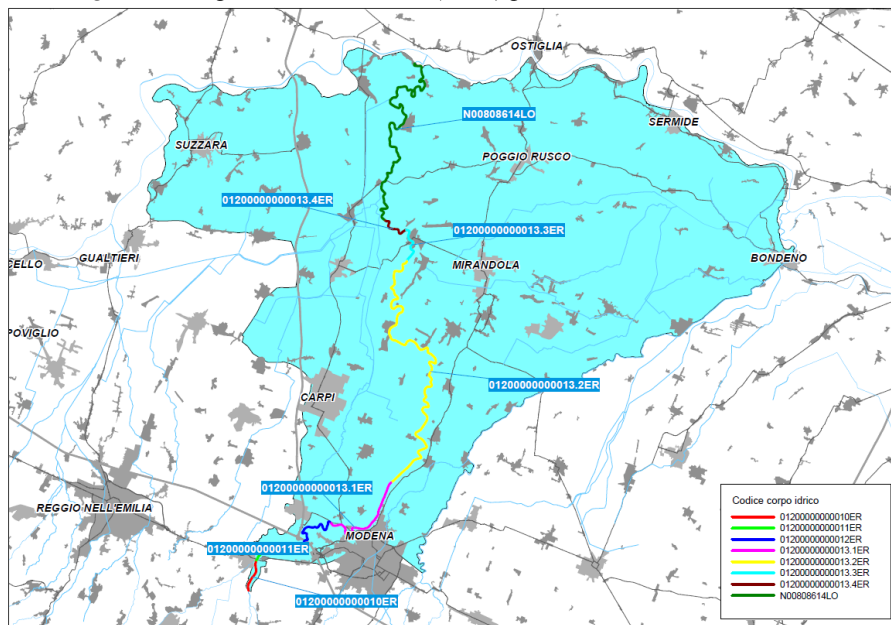 OSTIGLIA
N00808614LO
SERMIDE
SUZZARA
POGGIO RUSCO
01200000000013.4ER
01200000000013.3ER
GUALTIERI
CELLO
MIRANDOLA
BONDENO
POVIGLIO
01200000000013.2ER
CARPI
01200000000013.1ER
REGGIO NELL'EMILIA
MODENA
0120000000011ER
0120000000010ER
Codice corpo idrico
0120000000010ER
0120000000011ER
0120000000012ER
01200000000013.1ER
01200000000013.2ER
01200000000013.3ER
01200000000013.4ER
N00808614LO